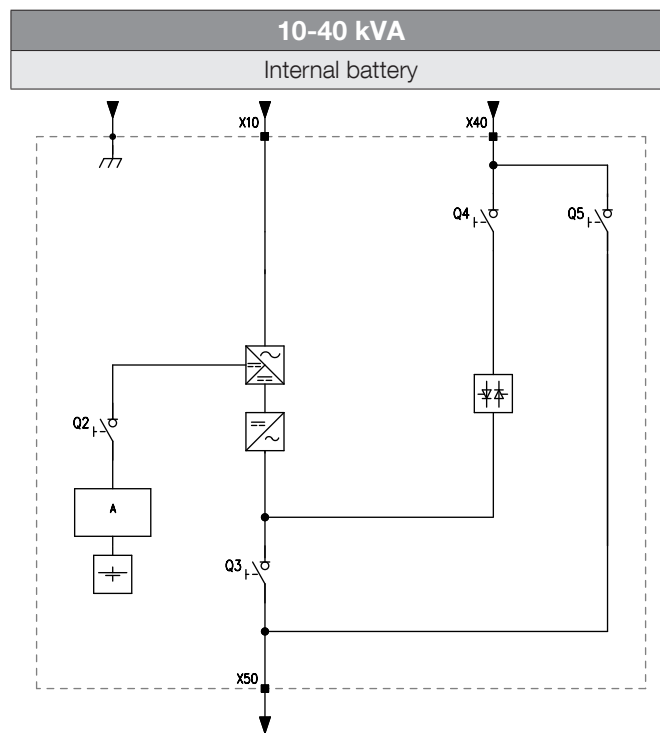 10-40 kVA
Internal battery
X10
X40
Q4
Q5
Q2
A
Q3
X50